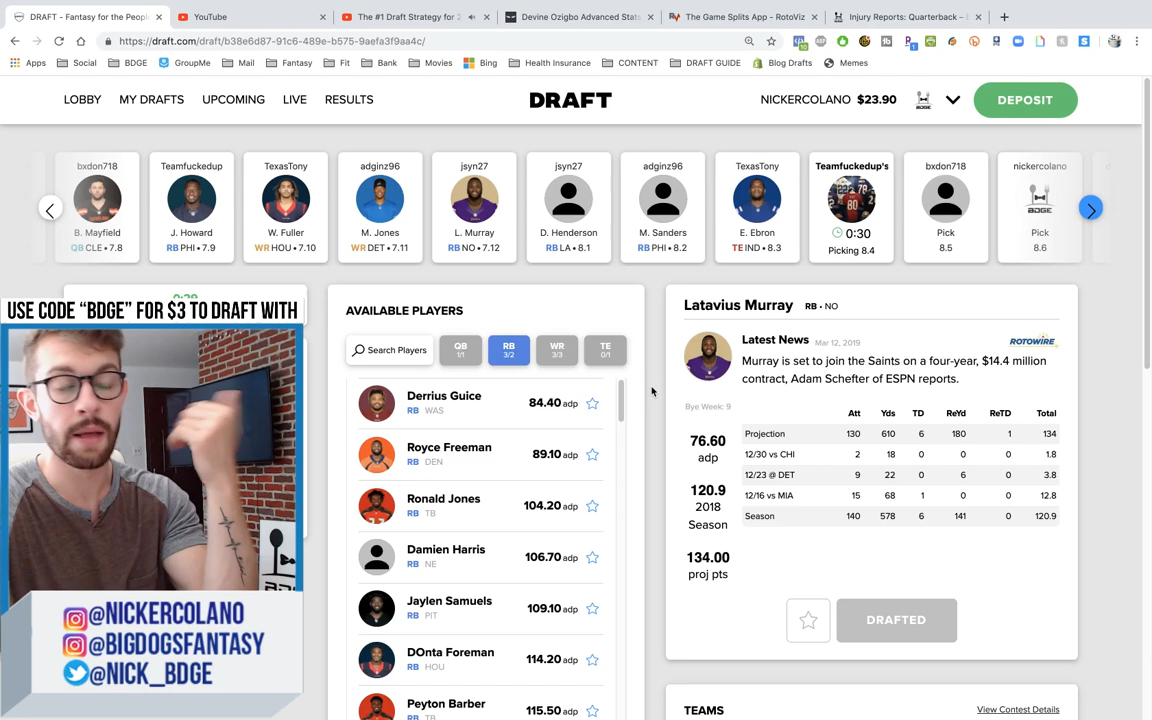 DRAFT - Fantasy for the People
YouTube
The #1 Draft Strategy for 2
Devine Ozigbo Advanced Stats
The Game Splits App - RotoViz
Injury Reports: Quarterback –
https://draft.com/draft/b38e6d87-91c6-489e-b575-9aefa3f9aa4c/
Apps
Social
BDGE
GroupMe
Mail
Fantasy
Fit
Bank
Movies
Bing
Health Insurance
CONTENT
DRAFT GUIDE
Blog Drafts
Memes
LOBBY
MY DRAFTS
UPCOMING
LIVE
RESULTS
DRAFT
NICKERCOLANO $23.90
DEPOSIT
bxdon718
B. Mayfield
QB CLE • 7.8
Teamfuckedup
J. Howard
RB PHI • 7.9
TexasTony
W. Fuller
WR HOU • 7.10
adginz96
M. Jones
WR DET • 7.11
jsyn27
L. Murray
RB NO • 7.12
jsyn27
D. Henderson
RB LA • 8.1
adginz96
M. Sanders
RB PHI • 8.2
TexasTony
E. Ebron
TE IND • 8.3
Teamfuckedup's
0:30
Picking 8.4
bxdon718
Pick
8.5
nickercolano
BDGE
Pick
8.6
USE CODE "BDGE" FOR $3 TO DRAFT WITH
@NICKERCOLANO
@BIGDOGSFANTASY
@NICK_BDGE
AVAILABLE PLAYERS
Search Players
QB
1/1
RB
3/2
WR
3/3
TE
0/1
Derrius Guice
RB WAS
84.40 adp
Royce Freeman
RB DEN
89.10 adp
Ronald Jones
RB TB
104.20 adp
Damien Harris
RB NE
106.70 adp
Jaylen Samuels
RB PIT
109.10 adp
DOnta Foreman
RB HOU
114.20 adp
Peyton Barber
RB TB
115.50 adp
Latavius Murray RB • NO
Latest News Mar 12, 2019
ROTOWIRE
Murray is set to join the Saints on a four-year, $14.4 million
contract, Adam Schefter of ESPN reports.
Bye Week: 9
76.60
adp
120.9
2018
Season
134.00
proj pts
Att Yds TD ReYd ReTD Total
Projection 130 610 6 180 1 134
12/30 vs CHI 2 18 0 0 0 1.8
12/23 @ DET 9 22 0 6 0 3.8
12/16 vs MIA 15 68 1 0 0 12.8
Season 140 578 6 141 0 120.9
DRAFTED
TEAMS
View Contest Details